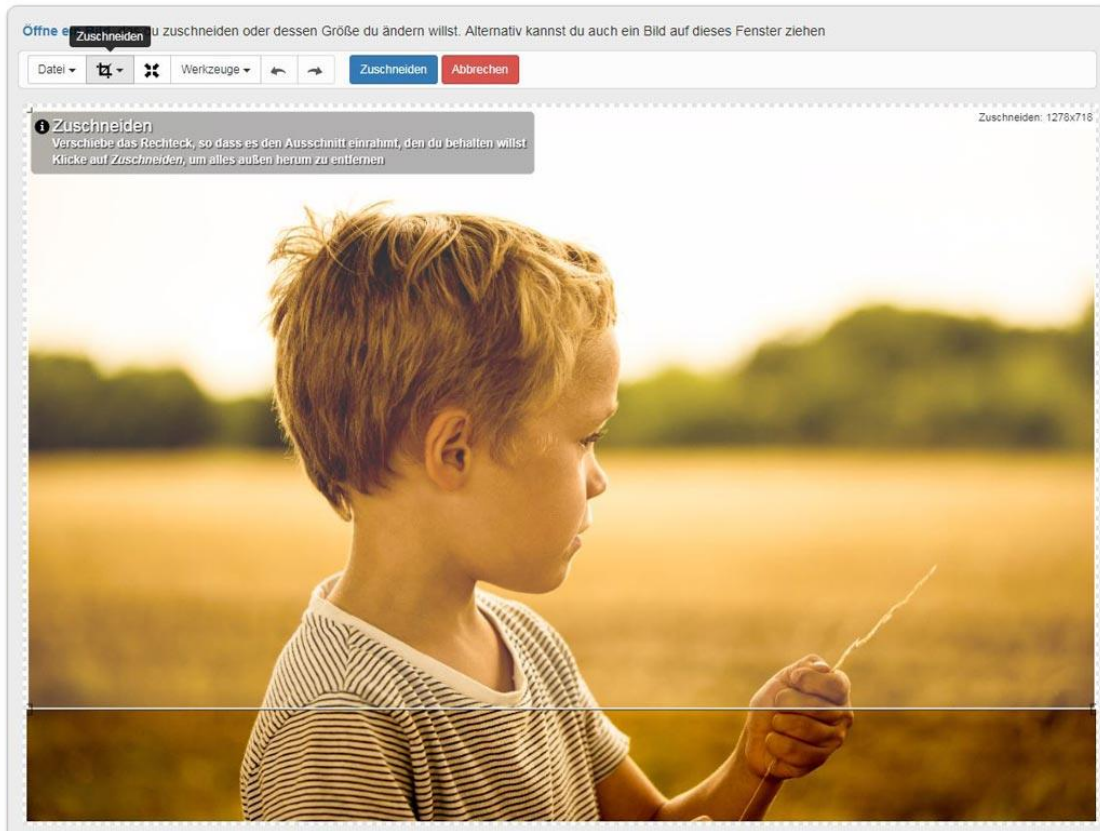 Öffne e u zuschneiden oder dessen Größe du ändern willst. Alternativ kannst du auch ein Bild auf dieses Fenster ziehen
Zuschneiden
Datei Werkzeuge Zuschneiden Abbrechen
Zuschneiden: 1278x718
Zuschneiden
Verschiebe das Rechteck, so dass es den Ausschnitt einrahmt, den du behalten willst
Klicke auf Zuschneiden, um alles außen herum zu entfernen